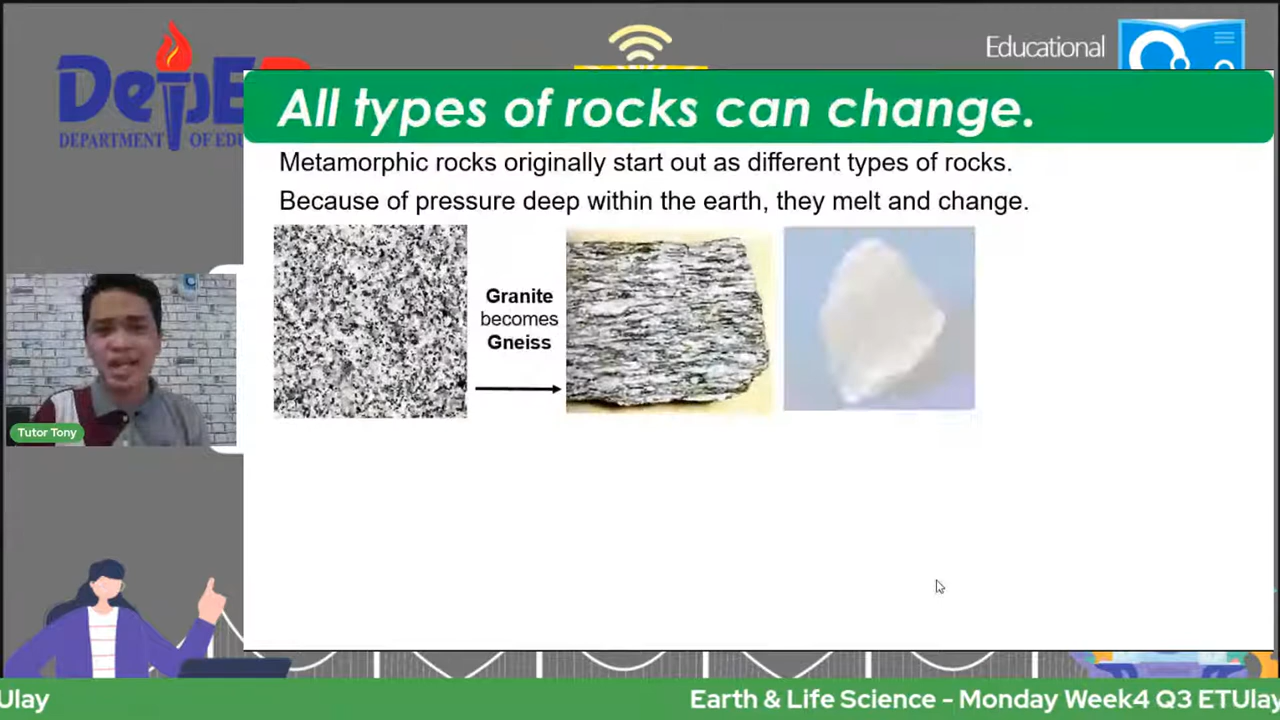 Educational
DEPARTMENT OF EDU
All types of rocks can change.
Metamorphic rocks originally start out as different types of rocks.
Because of pressure deep within the earth, they melt and change.
Granite
becomes
Gneiss
Tutor Tony
Ulay
Earth & Life Science - Monday Week4 Q3 ETUlay